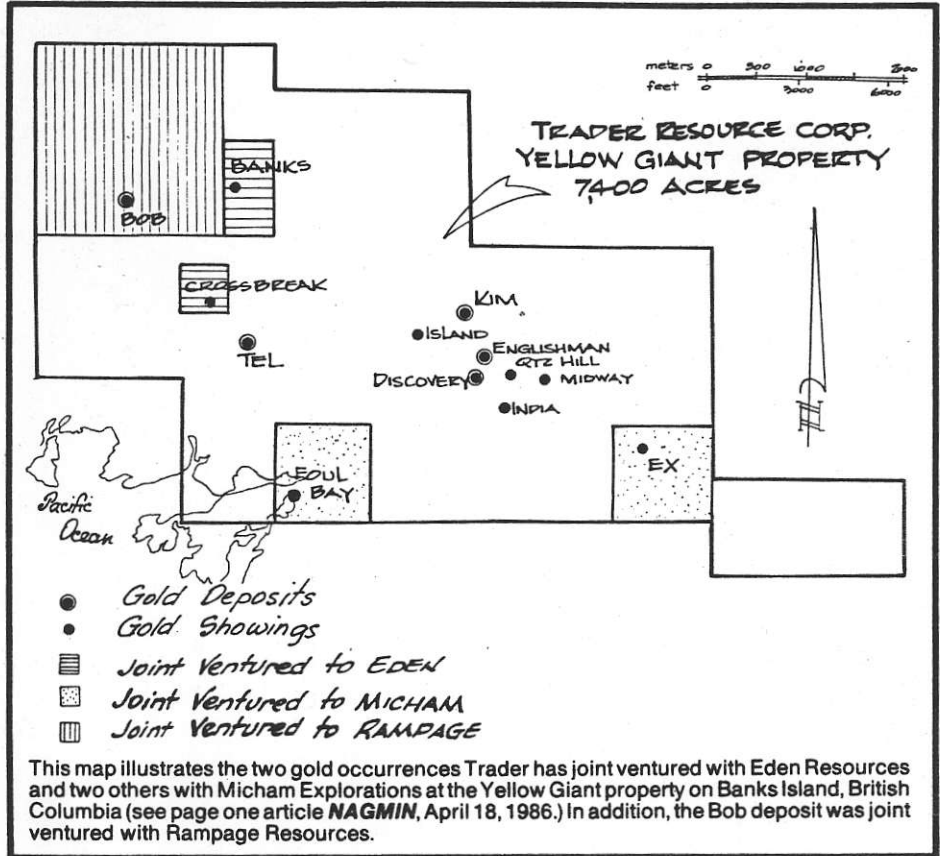 meters 0 500 1000 2000
feet 0 3000 6000
TRADER RESOURCE CORP.
YELLOW GIANT PROPERTY
7,400 ACRES
BANKS
BOB
CROSSBREAK
KIM
ISLAND
TEL
ENGLISHMAN
QTZ HILL
DISCOVERY
MIDWAY
INDIA
N
FOUL
BAY
EX
Pacific
Ocean
Gold Deposits
Gold Showings
Joint Ventured to EDEN
Joint Ventured to MICHAM
Joint Ventured to RAMPAGE
This map illustrates the two gold occurrences Trader has joint ventured with Eden Resources
and two others with Micham Explorations at the Yellow Giant property on Banks Island, British
Columbia (see page one article NAGMIN, April 18, 1986.) In addition, the Bob deposit was joint
ventured with Rampage Resources.